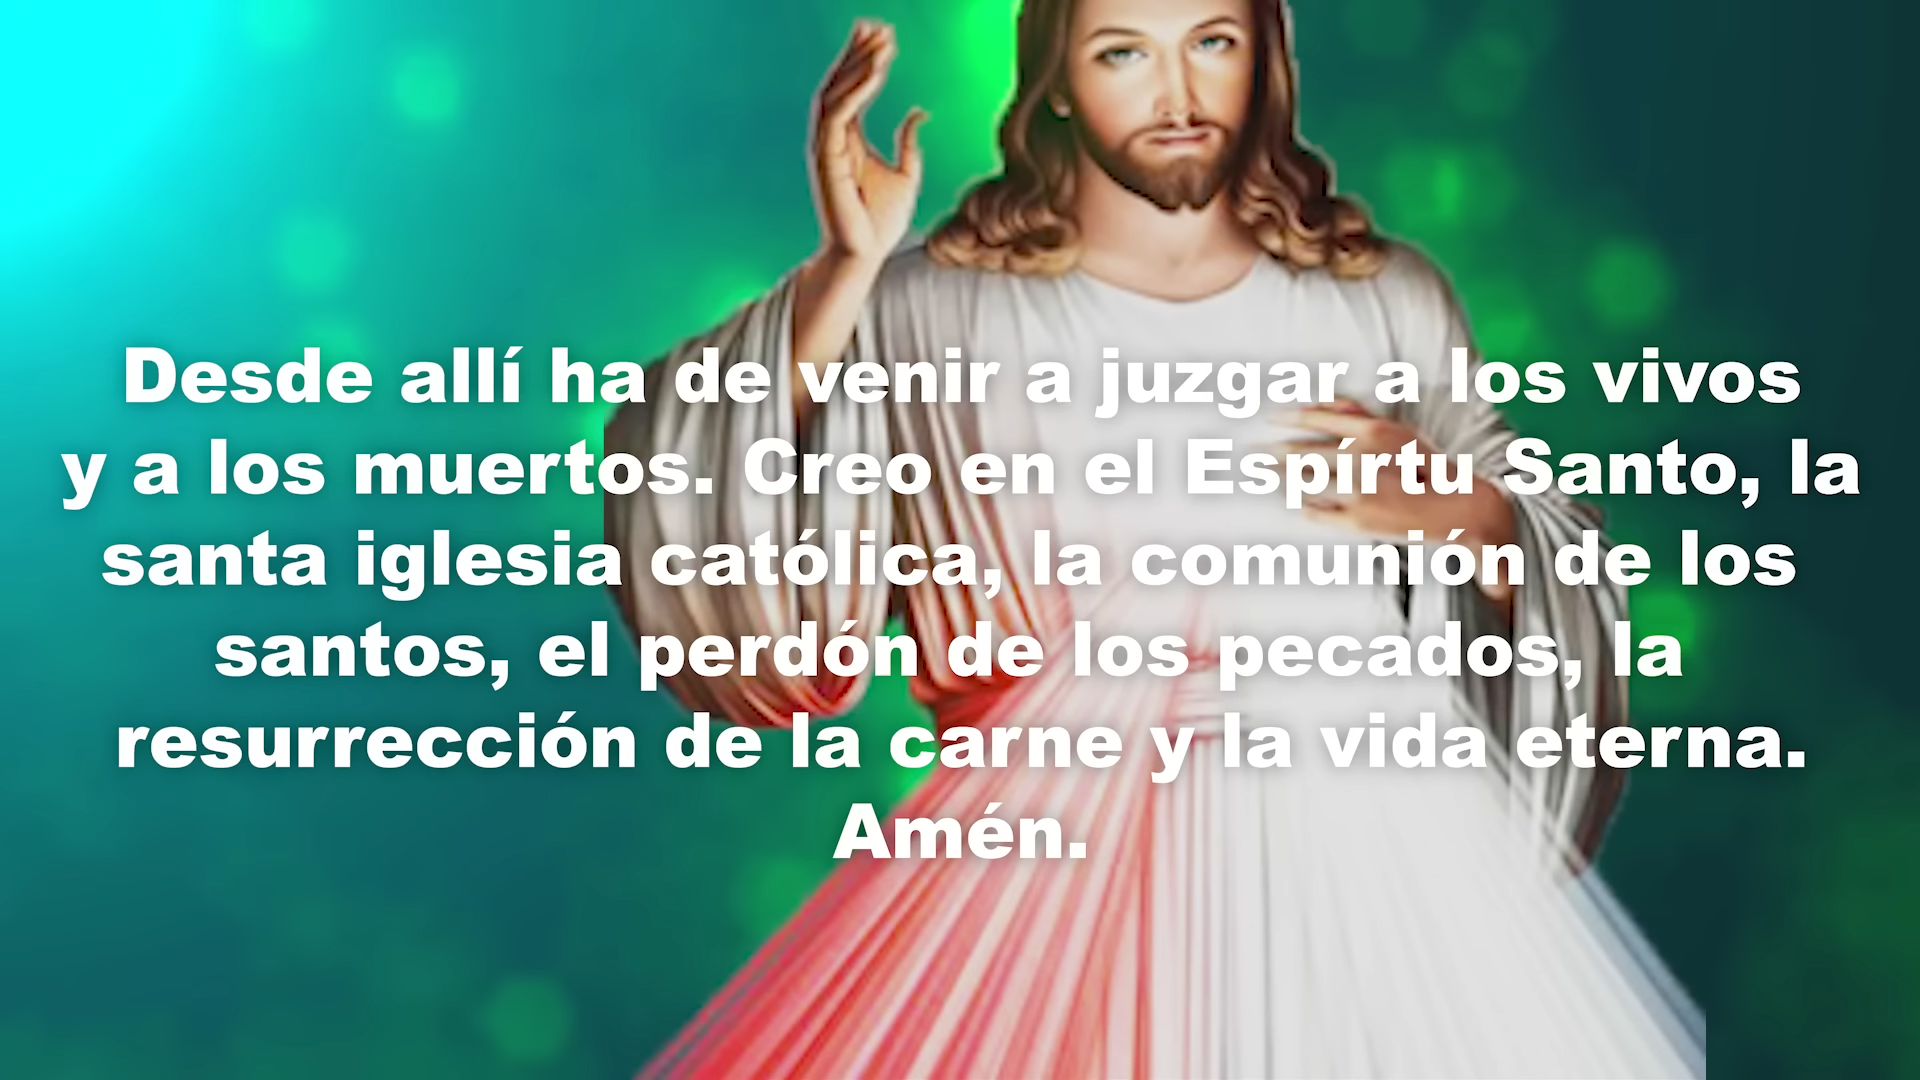 Desde allí ha de venir a juzgar a los vivos
y a los muertos. Creo en el Espírtu Santo, la
santa iglesia católica, la comunión de los
santos, el perdón de los pecados, la
resurrección de la carne y la vida eterna.
Amén.